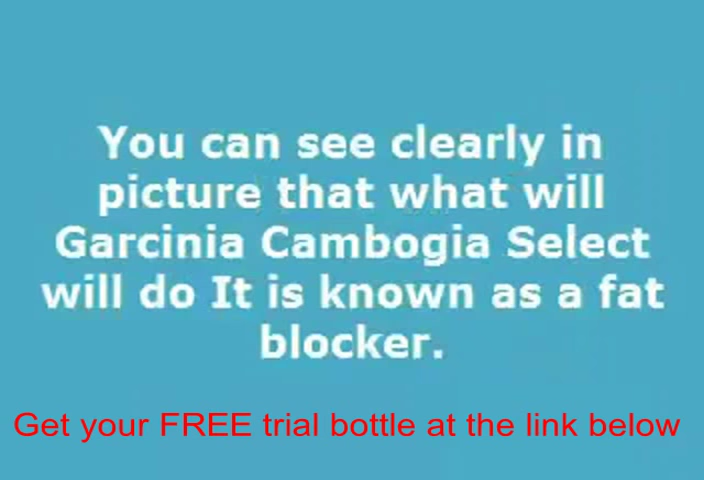 You can see clearly in
picture that what will
Garcinia Cambogia Select
will do It is known as a fat
blocker.
Get your FREE trial bottle at the link below